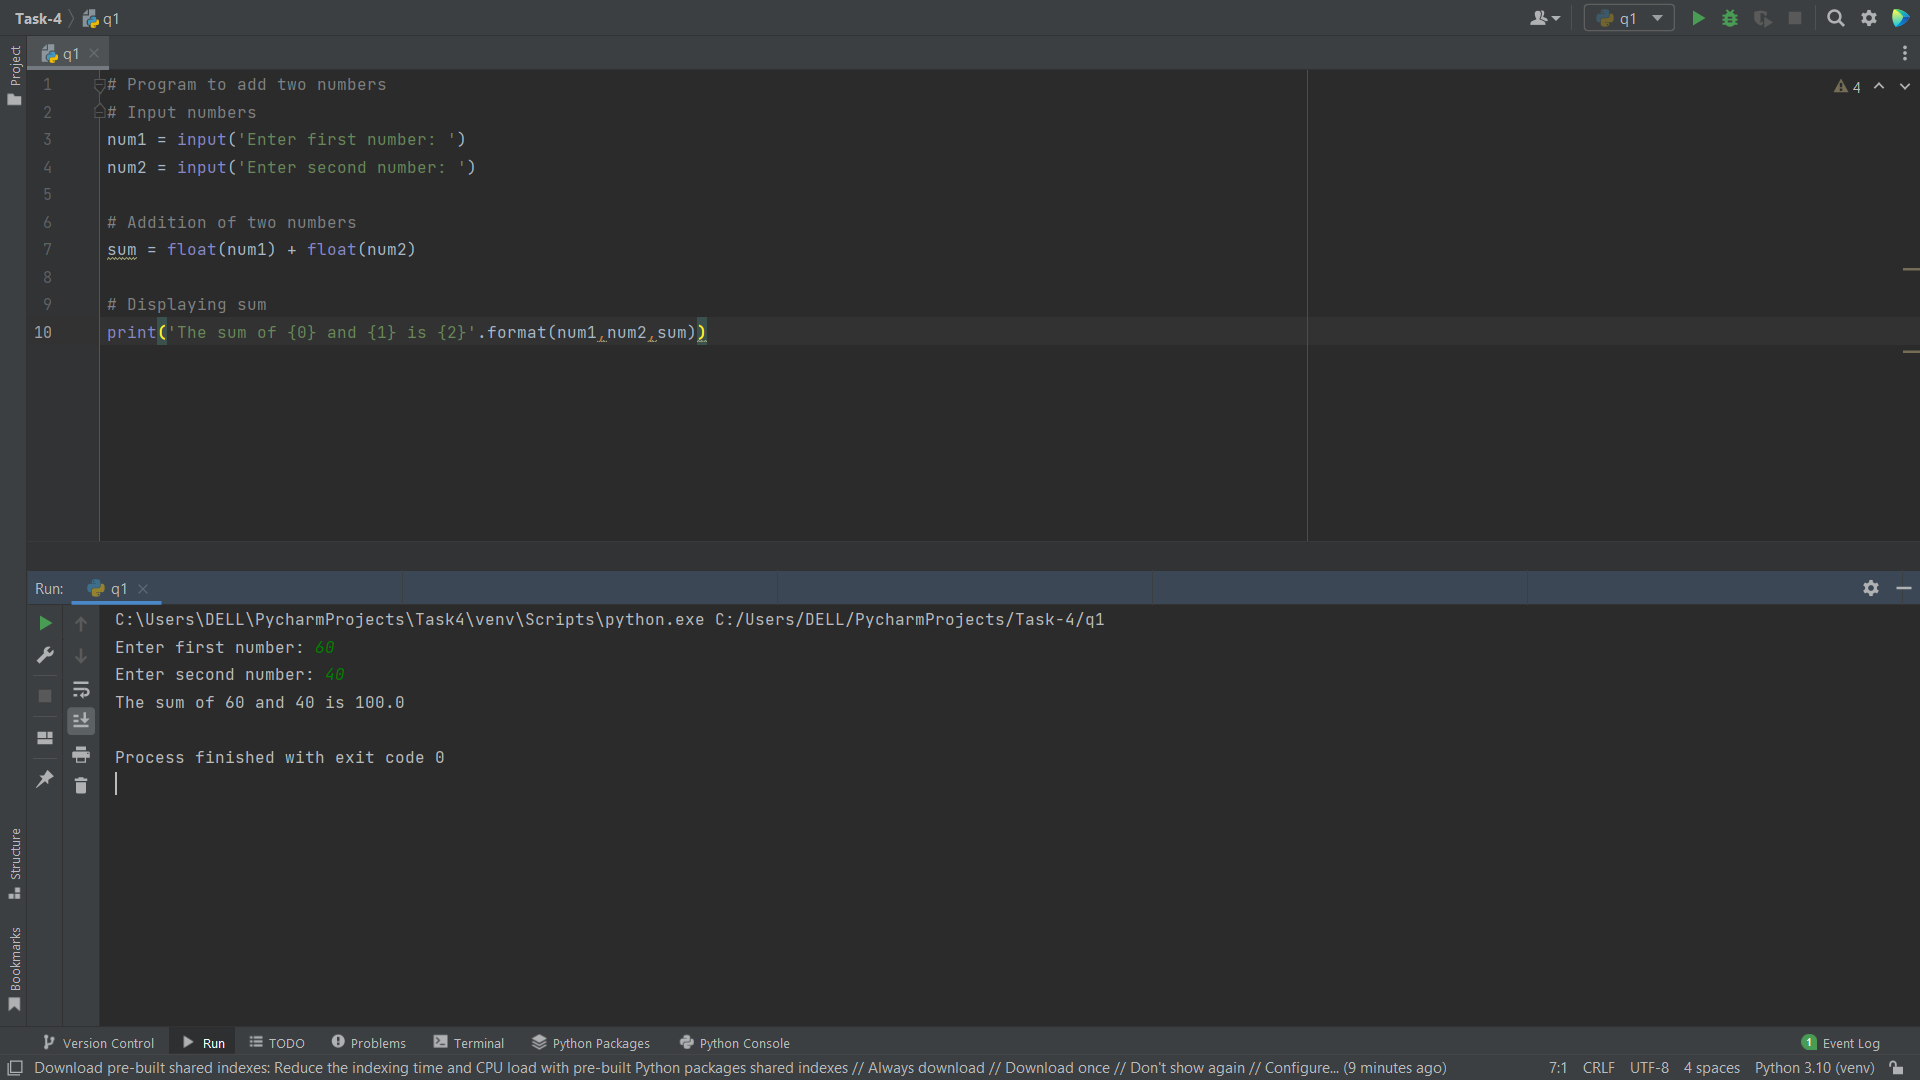 Task-4 q1
q1
q1
Project
1 # Program to add two numbers
4
2 # Input numbers
3 num1 = input('Enter first number: ')
4 num2 = input('Enter second number: ')
5
6 # Addition of two numbers
7 sum = float(num1) + float(num2)
8
9 # Displaying sum
10 print('The sum of {0} and {1} is {2}'.format(num1,num2,sum))
Run: q1
C:\Users\DELL\PycharmProjects\Task4\venv\Scripts\python.exe C:/Users/DELL/PycharmProjects/Task-4/q1
Enter first number: 60
Enter second number: 40
The sum of 60 and 40 is 100.0
Process finished with exit code 0
Structure
Bookmarks
Version Control Run TODO Problems Terminal Python Packages Python Console 1 Event Log
Download pre-built shared indexes: Reduce the indexing time and CPU load with pre-built Python packages shared indexes // Always download // Download once // Don't show again // Configure... (9 minutes ago) 7:1 CRLF UTF-8 4 spaces Python 3.10 (venv)